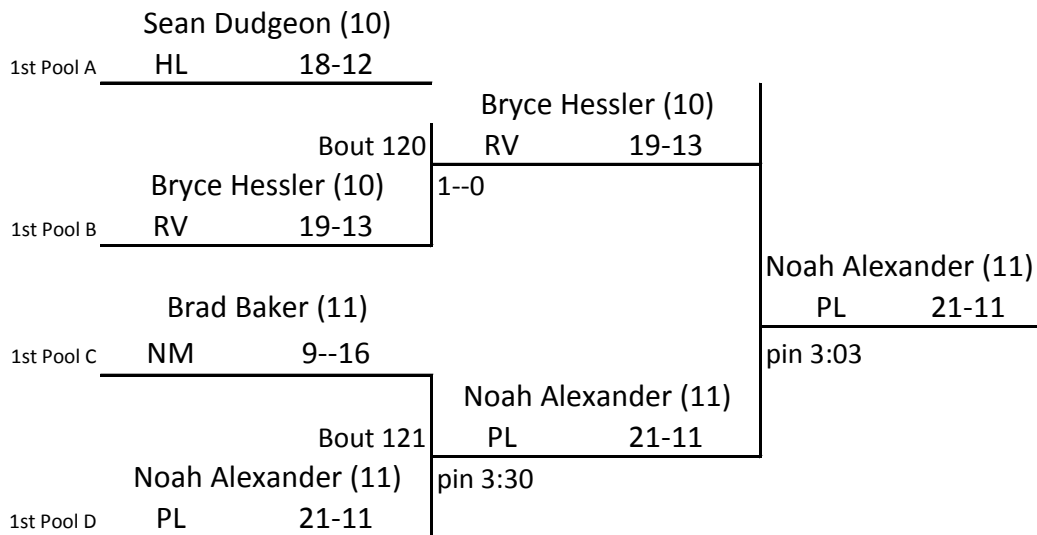 Sean Dudgeon (10)
1st Pool A HL 18-12
Bryce Hessler (10)
Bout 120 RV 19-13
Bryce Hessler (10) 1--0
1st Pool B RV 19-13
Noah Alexander (11)
Brad Baker (11) PL 21-11
1st Pool C NM 9--16 pin 3:03
Noah Alexander (11)
Bout 121 PL 21-11
Noah Alexander (11) pin 3:30
1st Pool D PL 21-11